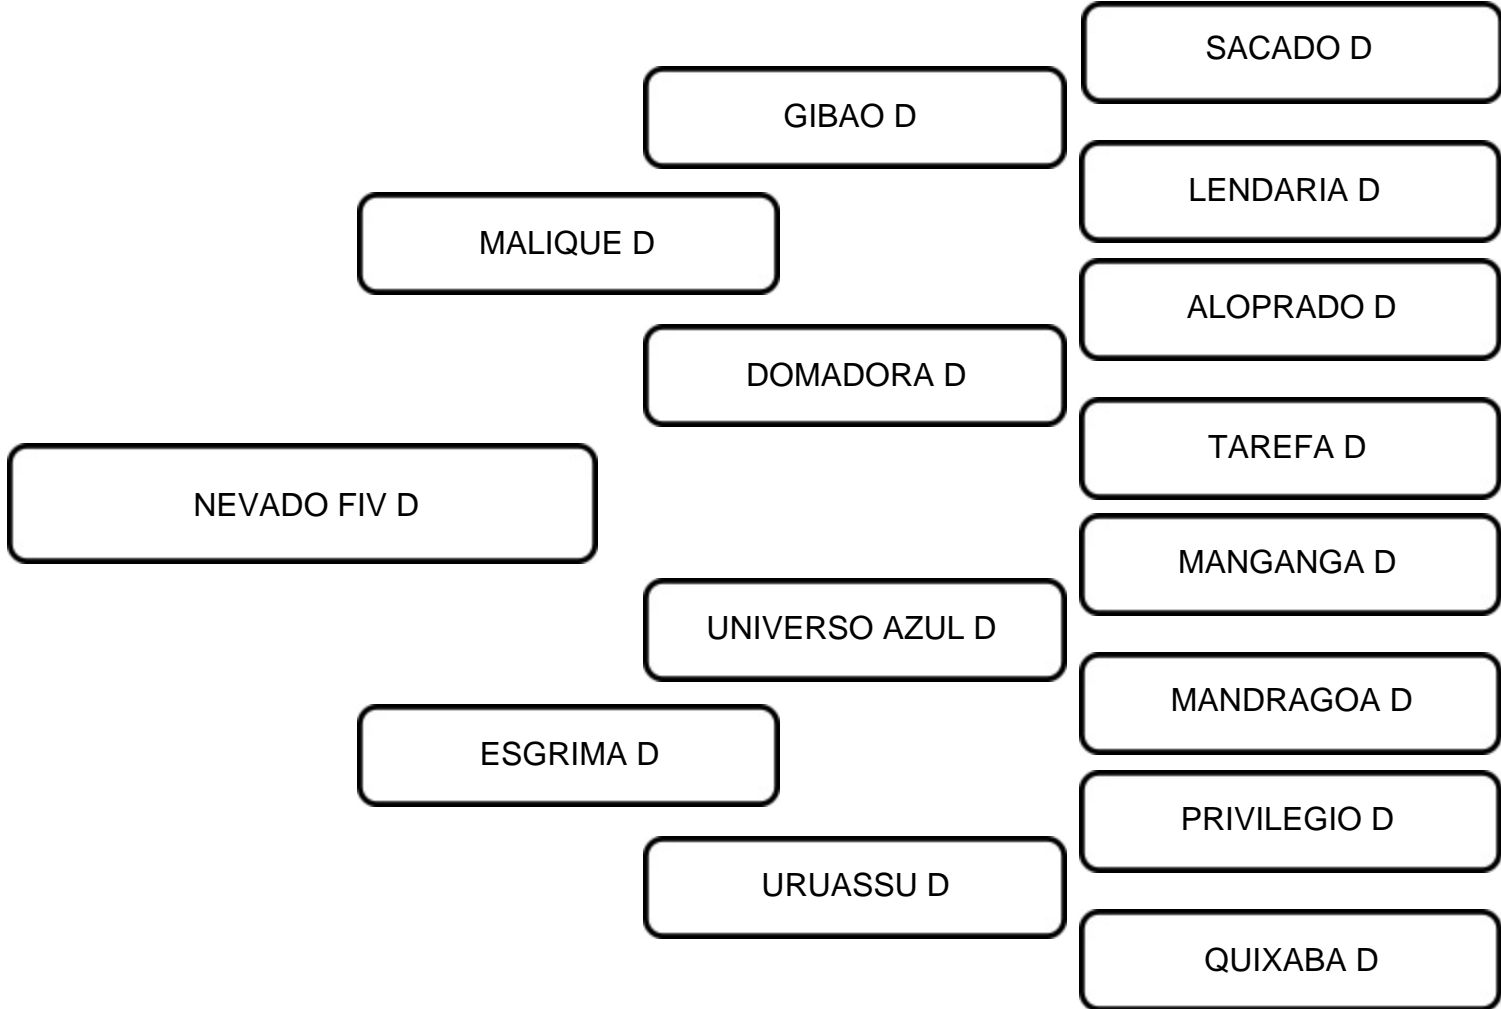 SACADO D
GIBAO D
LENDARIA D
MALIQUE D
ALOPRADO D
DOMADORA D
TAREFA D
NEVADO FIV D
MANGANGA D
UNIVERSO AZUL D
MANDRAGOA D
ESGRIMA D
PRIVILEGIO D
URUASSU D
QUIXABA D